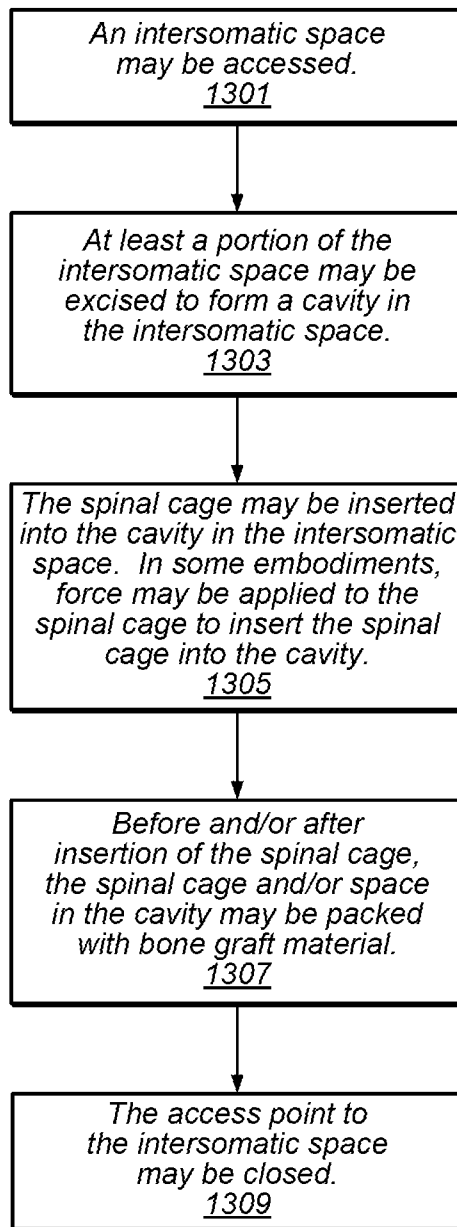 An intersomatic space
may be accessed.
1301
At least a portion of the
intersomatic space may be
excised to form a cavity in
the intersomatic space.
1303
The spinal cage may be inserted
into the cavity in the intersomatic
space.  In some embodiments,
force may be applied to the
spinal cage to insert the spinal
cage into the cavity.
1305
Before and/or after
insertion of the spinal cage,
the spinal cage and/or space
in the cavity may be packed
with bone graft material.
1307
The access point to
the intersomatic space
may be closed.
1309